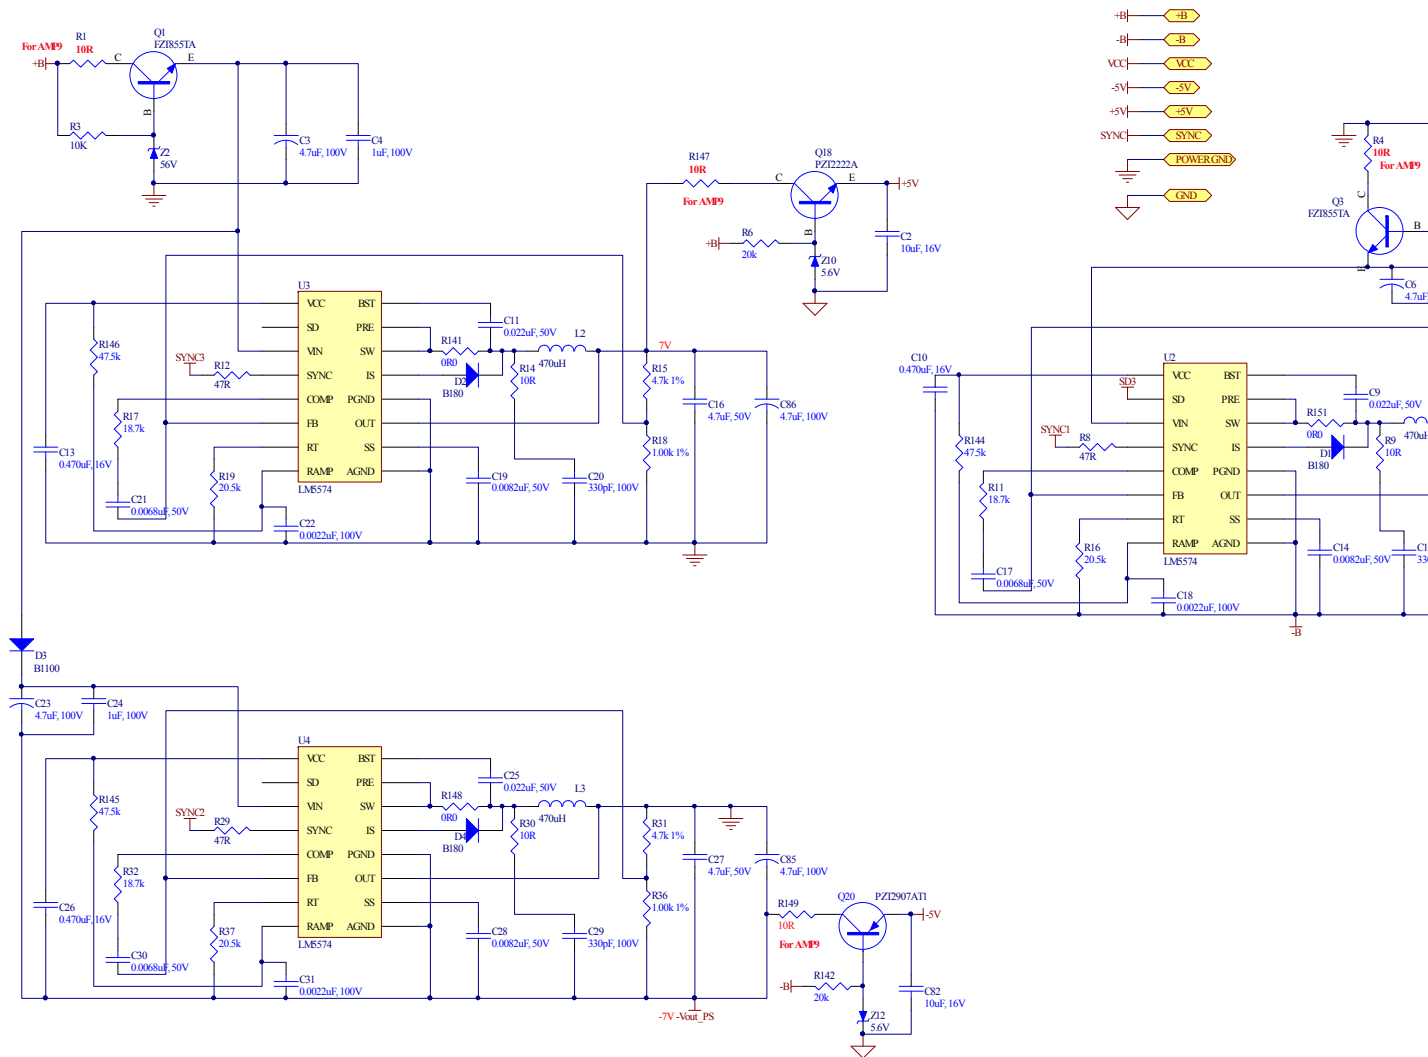 For AMP9
+B
R1
10R
C
Q1
FZT855TA
E
B
R3
10K
Z2
56V
C3
4.7uF, 100V
C4
1uF, 100V
R147
10R
For AMP9
C
Q18
PZT2222A
E
+5V
B
+B
R6
20k
Z10
5.6V
C2
10uF, 16V
+B
+B
-B
-B
VCC
VCC
-5V
-5V
+5V
+5V
SYNC
SYNC
POWERGND
GND
R4
10R
For AMP9
C
Q3
FZT855TA
B
E
C6
4.7uF
U3
VCC
SD
VIN
SYNC
COMP
FB
RT
RAMP
BST
PRE
SW
IS
PGND
OUT
SS
AGND
LM5574
R146
47.5k
SYNC3
R12
47R
R17
18.7k
C13
0.470uF, 16V
R19
20.5k
C21
0.0068uF, 50V
C22
0.0022uF, 100V
C11
0.022uF, 50V
R141
0R0
D2
B180
R14
10R
L2
470uH
7V
R15
4.7k 1%
R18
1.00k 1%
C16
4.7uF, 50V
C86
4.7uF, 100V
C19
0.0082uF, 50V
C20
330pF, 100V
C10
0.470uF, 16V
U2
VCC
SD
VIN
SYNC
COMP
FB
RT
RAMP
BST
PRE
SW
IS
PGND
OUT
SS
AGND
LM5574
SD3
SYNC1
R8
47R
R144
47.5k
R11
18.7k
R16
20.5k
C17
0.0068uF, 50V
C18
0.0022uF, 100V
C9
0.022uF, 50V
R151
0R0
D1
B180
R9
10R
470uH
C14
0.0082uF, 50V
C1
330
-B
D3
B1100
C23
4.7uF, 100V
C24
1uF, 100V
U4
VCC
SD
VIN
SYNC
COMP
FB
RT
RAMP
BST
PRE
SW
IS
PGND
OUT
SS
AGND
LM5574
R145
47.5k
SYNC2
R29
47R
R32
18.7k
C26
0.470uF, 16V
R37
20.5k
C30
0.0068uF, 50V
C31
0.0022uF, 100V
C25
0.022uF, 50V
R148
0R0
D4
B180
R30
10R
L3
470uH
R31
4.7k 1%
R36
1.00k 1%
C27
4.7uF, 50V
C85
4.7uF, 100V
C28
0.0082uF, 50V
C29
330pF, 100V
-7V -Vout_PS
R149
10R
For AMP9
Q20
PZT2907AT1
-5V
-B
R142
20k
Z12
5.6V
C82
10uF, 16V